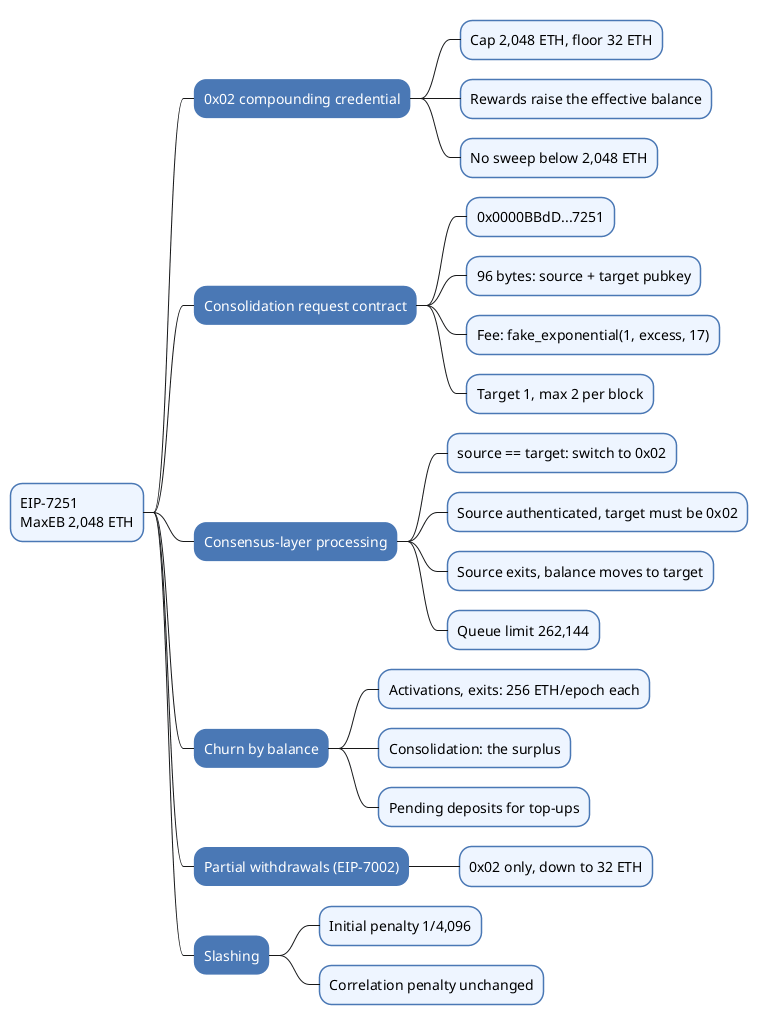 EIP-7251
MaxEB 2,048 ETH
0x02 compounding credential
Cap 2,048 ETH, floor 32 ETH
Rewards raise the effective balance
No sweep below 2,048 ETH
Consolidation request contract
0x0000BBdD...7251
96 bytes: source + target pubkey
Fee: fake_exponential(1, excess, 17)
Target 1, max 2 per block
Consensus-layer processing
source == target: switch to 0x02
Source authenticated, target must be 0x02
Source exits, balance moves to target
Queue limit 262,144
Churn by balance
Activations, exits: 256 ETH/epoch each
Consolidation: the surplus
Pending deposits for top-ups
Partial withdrawals (EIP-7002)
0x02 only, down to 32 ETH
Slashing
Initial penalty 1/4,096
Correlation penalty unchanged